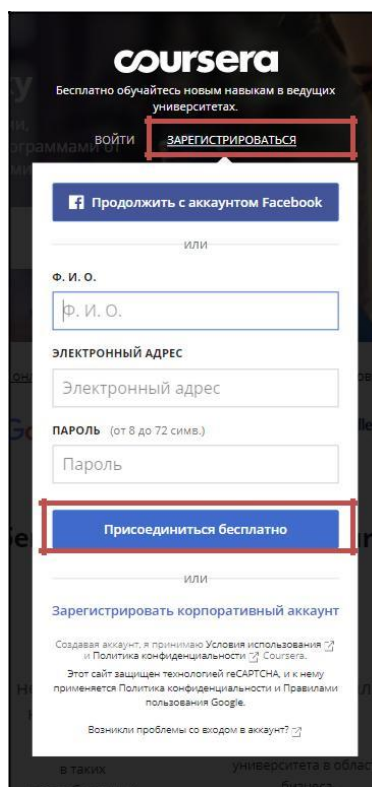 coursera
Бесплатно обучайтесь новым навыкам в ведущих
университетах.
ВОЙТИ ЗАРЕГИСТРИРОВАТЬСЯ
Продолжить с аккаунтом Facebook
или
Ф. И. О.
Ф. И. О.
ЭЛЕКТРОННЫЙ АДРЕС
Электронный адрес
ПАРОЛЬ (от 8 до 72 симв.)
Пароль
Присоединиться бесплатно
или
Зарегистрировать корпоративный аккаунт
Создавая аккаунт, я принимаю Условия использования
и Политика конфиденциальности Coursera.
Этот сайт защищен технологией reCAPTCHA, и к нему
применяется Политика конфиденциальности и Правилами
пользования Google.
Возникли проблемы со входом в аккаунт?
в таких
университета в